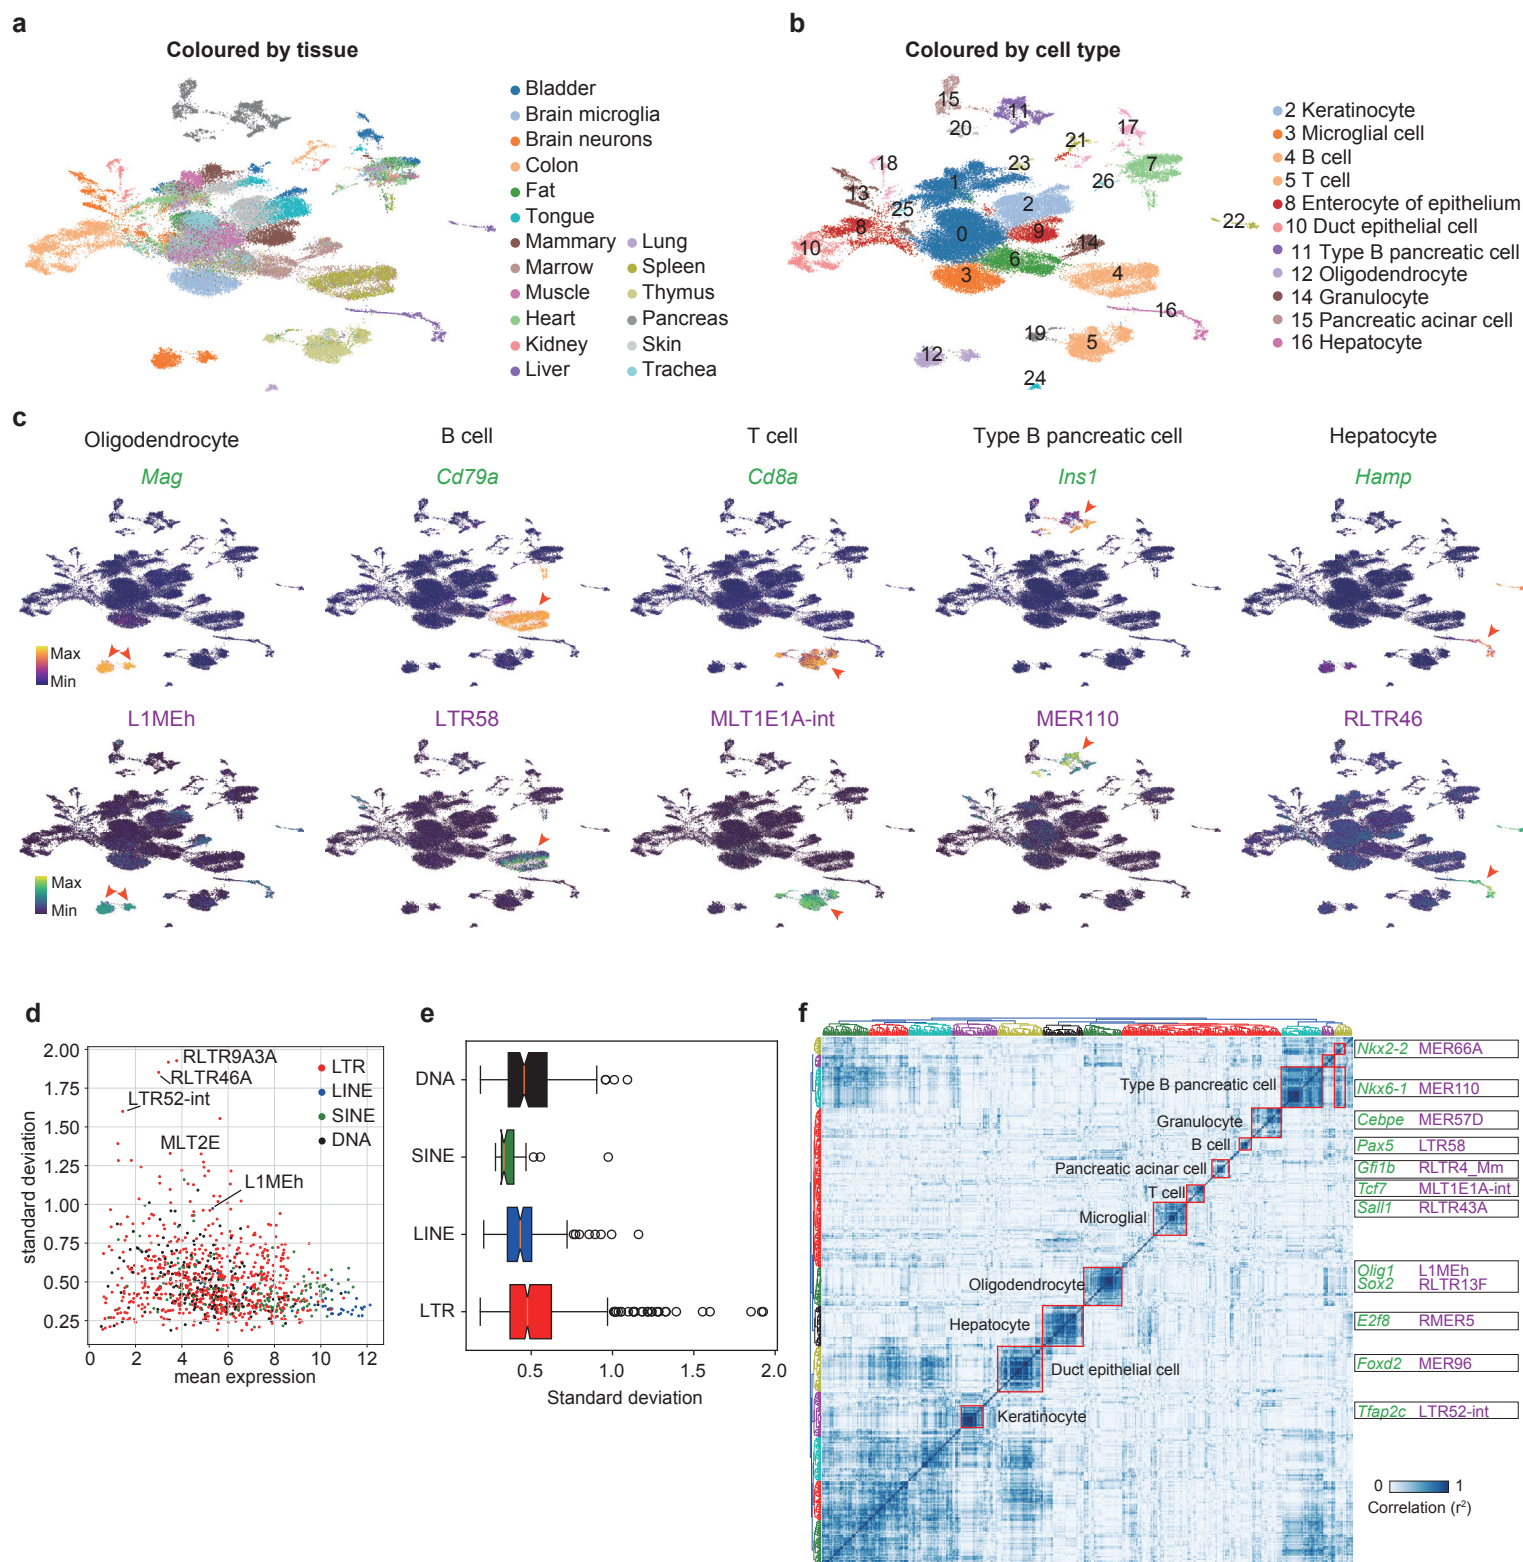 a
Coloured by tissue
Bladder
Brain microglia
Brain neurons
Colon
Fat
Tongue
Mammary
Marrow
Muscle
Heart
Kidney
Liver
Lung
Spleen
Thymus
Pancreas
Skin
Trachea
b
Coloured by cell type
15
11
20
17
21
18
23
7
1
26
13
25
2
22
8
0
9
10
14
6
3
4
16
19
12
5
24
2 Keratinocyte
3 Microglial cell
4 B cell
5 T cell
8 Enterocyte of epithelium
10 Duct epithelial cell
11 Type B pancreatic cell
12 Oligodendrocyte
14 Granulocyte
15 Pancreatic acinar cell
16 Hepatocyte
c
Oligodendrocyte
B cell
T cell
Type B pancreatic cell
Hepatocyte
Mag
Cd79a
Cd8a
Ins1
Hamp
Max
Min
L1MEh
LTR58
MLT1E1A-int
MER110
RLTR46
Max
Min
d
2.00
1.75
1.50
1.25
1.00
0.75
0.50
0.25
standard deviation
RLTR9A3A
RLTR46A
LTR52-int
MLT2E
L1MEh
LTR
LINE
SINE
DNA
0 2 4 6 8 10 12
mean expression
e
DNA
SINE
LINE
LTR
0.5 1.0 1.5 2.0
Standard deviation
f
Type B pancreatic cell
Granulocyte
B cell
Pancreatic acinar cell
T cell
Microglial
Oligodendrocyte
Hepatocyte
Duct epithelial cell
Keratinocyte
Nkx2-2 MER66A
Nkx6-1 MER110
Cebpe MER57D
Pax5 LTR58
Gfi1b RLTR4_Mm
Tcf7 MLT1E1A-int
Sall1 RLTR43A
Olig1 L1MEh
Sox2 RLTR13F
E2f8 RMER5
Foxd2 MER96
Tfap2c LTR52-int
0 1
Correlation (r²)